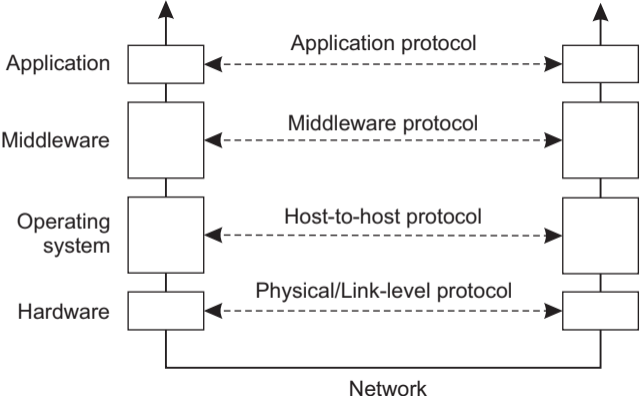 Application protocol
Application
Middleware protocol
Middleware
Host-to-host protocol
Operating
system
Physical/Link-level protocol
Hardware
Network